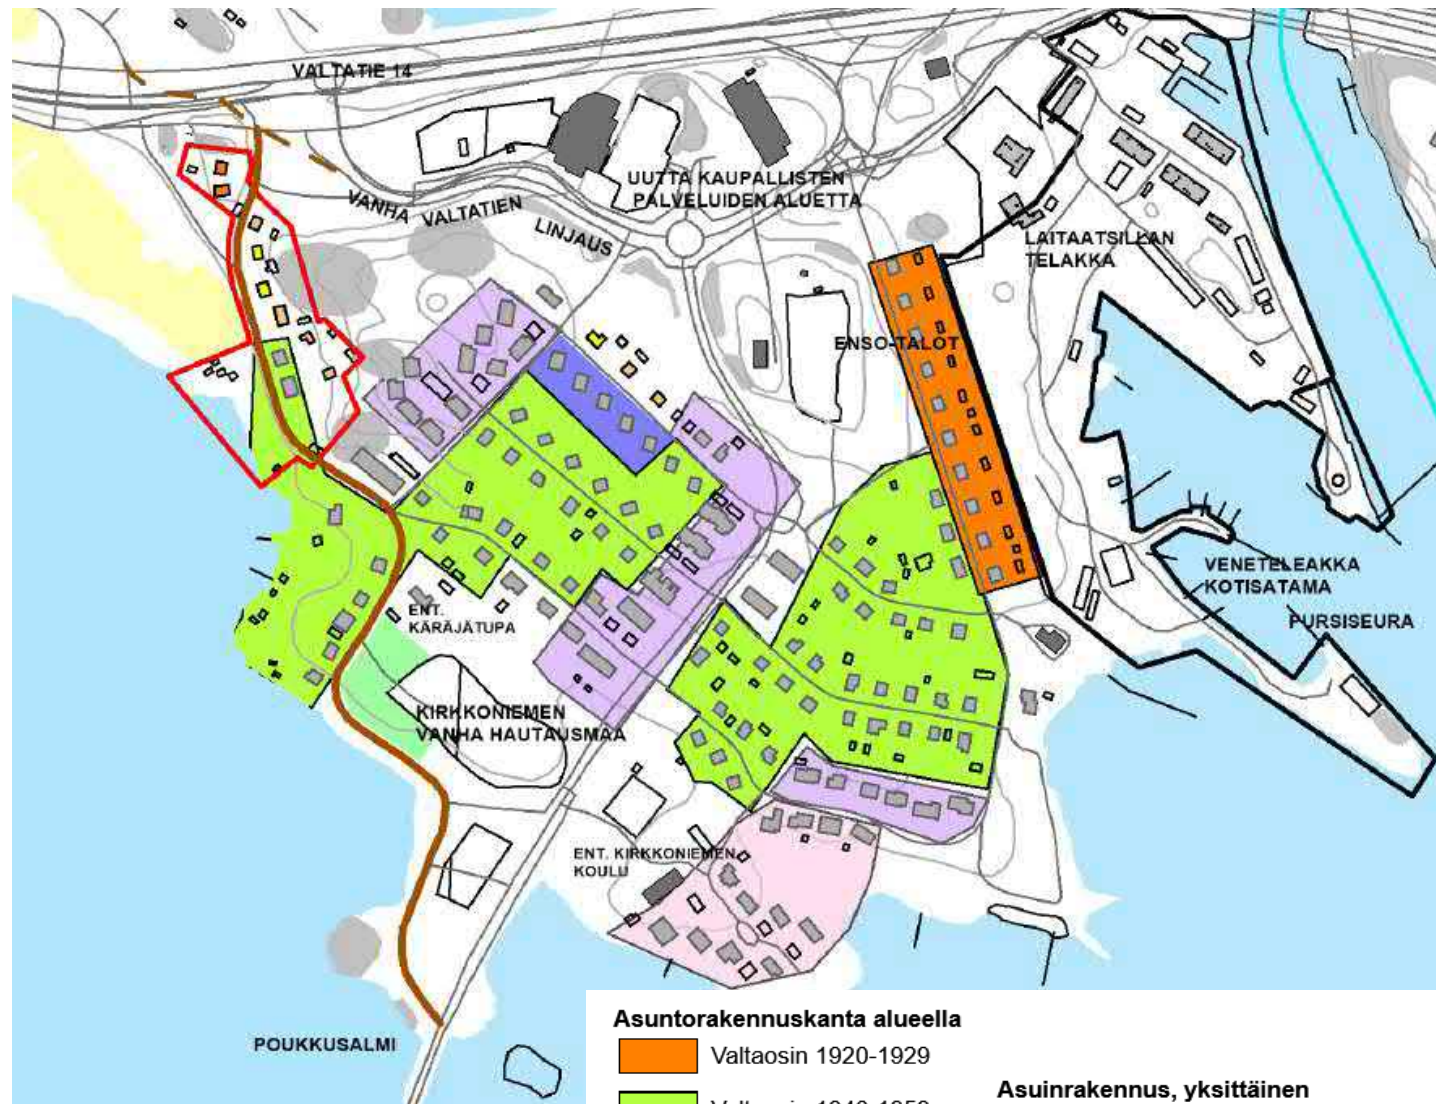 VALTATIE 14
UUTTA KAUPALLISTEN
PALVELUIDEN ALUETTA
VANHA VALTATIEN LINJAUS
LAITAATSILLAN
TELAKKA
ENSO-TALOT
VENETELEAKKA
KOTISATAMA
PURSISEURA
ENT.
KÄRÄJÄTUPA
KIRKKONIEMEN
VANHA HAUTAUSMAA
ENT. KIRKKONIEMEN
KOULU
POUKKUSALMI
Asuntorakennuskanta alueella
Valtaosin 1920-1929
Asuinrakennus, yksittäinen